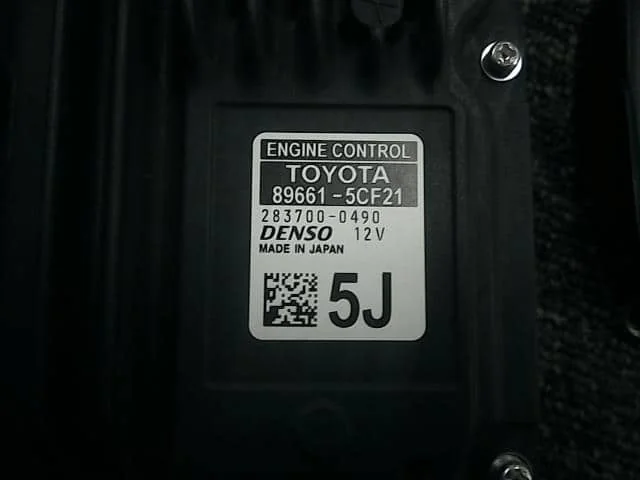 ENGINE CONTROL
TOYOTA
89661-5CF21
283700-0490
DENSO 12V
MADE IN JAPAN
5J